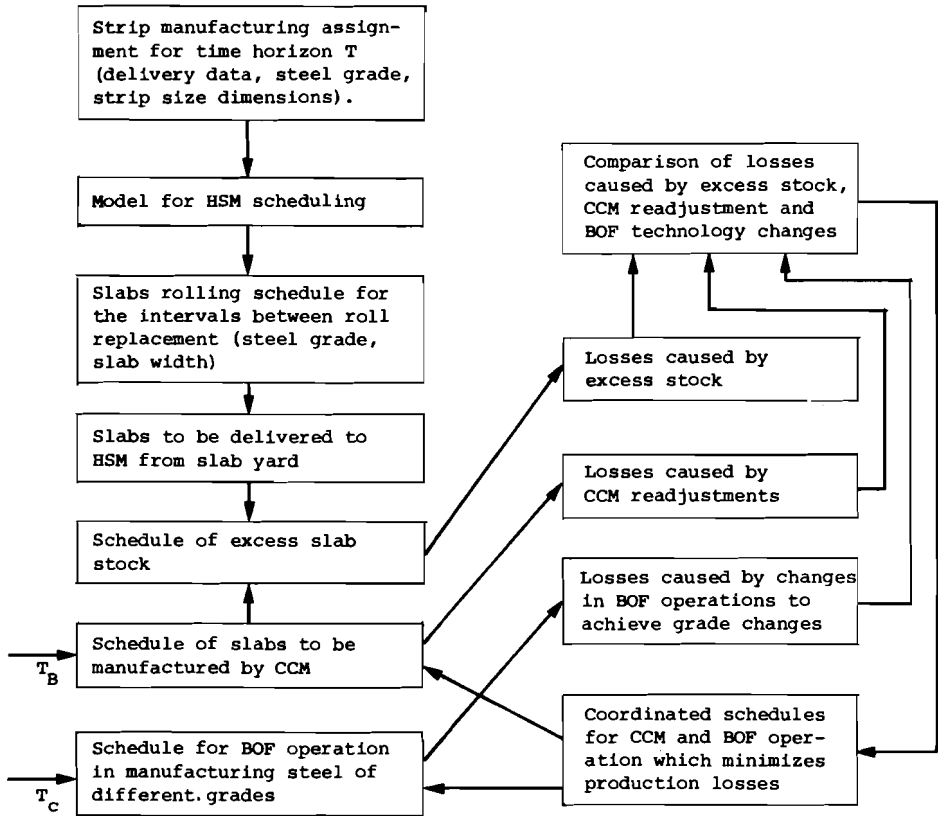 Strip manufacturing assign-
ment for time horizon T
(delivery data, steel grade,
strip size dimensions).
Model for HSM scheduling
Slabs rolling schedule for
the intervals between roll
replacement (steel grade,
slab width)
Slabs to be delivered to
HSM from slab yard
Schedule of excess slab
stock
Schedule of slabs to be
manufactured by CCM
T_B
Schedule for BOF operation
in manufacturing steel of
different.grades
T_C
Comparison of losses
caused by excess stock,
CCM readjustment and
BOF technology changes
Losses caused by
excess stock
Losses caused by
CCM readjustments
Losses caused by changes
in BOF operations to
achieve grade changes
Coordinated schedules
for CCM and BOF oper-
ation which minimizes
production losses